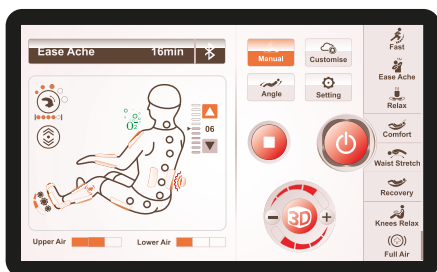 Ease Ache 16min
O2
06
Upper Air
Lower Air
Manual
Customise
Angle
Setting
3D
Fast
Ease Ache
Relax
Comfort
Waist Stretch
Recovery
Knees Relax
Full Air